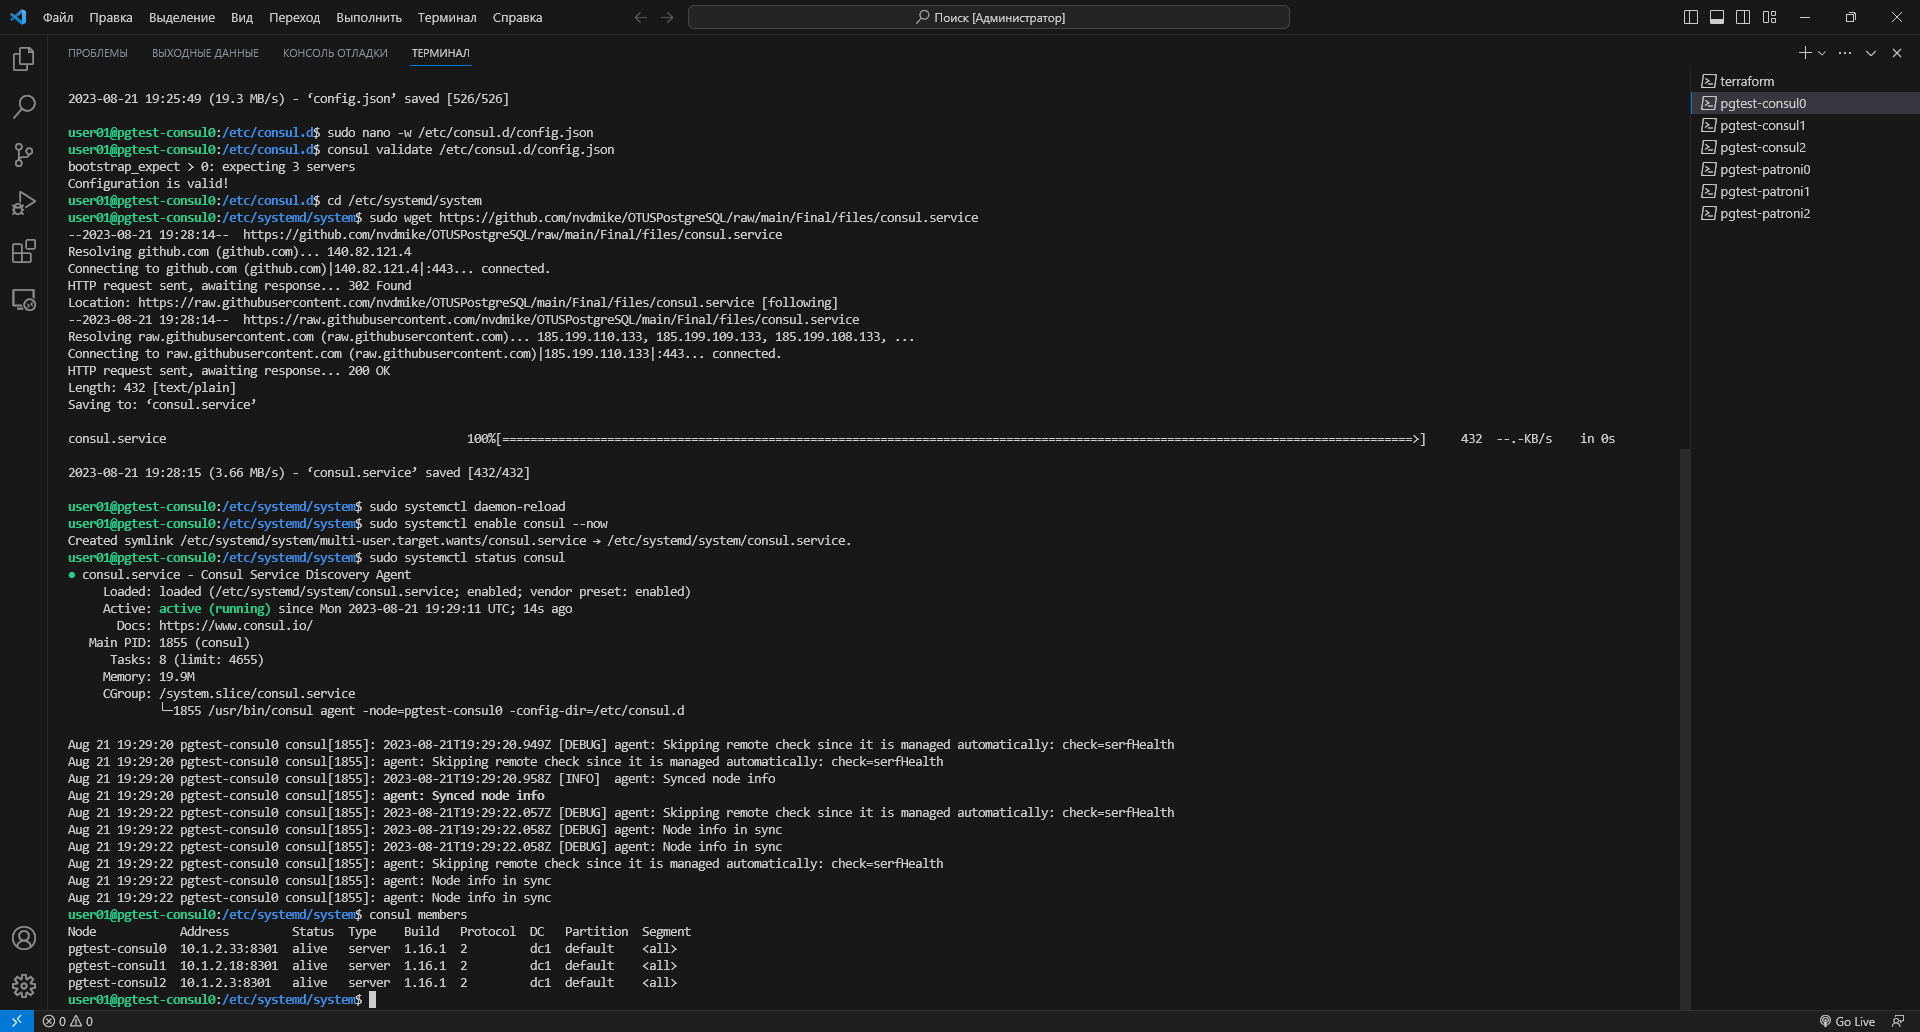 Файл Правка Выделение Вид Переход Выполнить Терминал Справка Поиск [Администратор]
ПРОБЛЕМЫ ВЫХОДНЫЕ ДАННЫЕ КОНСОЛЬ ОТЛАДКИ ТЕРМИНАЛ
2023-08-21 19:25:49 (19.3 MB/s) - ‘config.json’ saved [526/526]
user01@pgtest-consul0:/etc/consul.d$ sudo nano -w /etc/consul.d/config.json
user01@pgtest-consul0:/etc/consul.d$ consul validate /etc/consul.d/config.json
bootstrap_expect > 0: expecting 3 servers
Configuration is valid!
user01@pgtest-consul0:/etc/consul.d$ cd /etc/systemd/system
user01@pgtest-consul0:/etc/systemd/system$ sudo wget https://github.com/nvdmike/OTUSPostgreSQL/raw/main/Final/files/consul.service
--2023-08-21 19:28:14--  https://github.com/nvdmike/OTUSPostgreSQL/raw/main/Final/files/consul.service
Resolving github.com (github.com)... 140.82.121.4
Connecting to github.com (github.com)|140.82.121.4|:443... connected.
HTTP request sent, awaiting response... 302 Found
Location: https://raw.githubusercontent.com/nvdmike/OTUSPostgreSQL/main/Final/files/consul.service [following]
--2023-08-21 19:28:14--  https://raw.githubusercontent.com/nvdmike/OTUSPostgreSQL/main/Final/files/consul.service
Resolving raw.githubusercontent.com (raw.githubusercontent.com)... 185.199.110.133, 185.199.109.133, 185.199.108.133, ...
Connecting to raw.githubusercontent.com (raw.githubusercontent.com)|185.199.110.133|:443... connected.
HTTP request sent, awaiting response... 200 OK
Length: 432 [text/plain]
Saving to: ‘consul.service’
consul.service 100%[==================================================================================================================================>] 432 --.-KB/s in 0s
2023-08-21 19:28:15 (3.66 MB/s) - ‘consul.service’ saved [432/432]
user01@pgtest-consul0:/etc/systemd/system$ sudo systemctl daemon-reload
user01@pgtest-consul0:/etc/systemd/system$ sudo systemctl enable consul --now
Created symlink /etc/systemd/system/multi-user.target.wants/consul.service → /etc/systemd/system/consul.service.
user01@pgtest-consul0:/etc/systemd/system$ sudo systemctl status consul
● consul.service - Consul Service Discovery Agent
Loaded: loaded (/etc/systemd/system/consul.service; enabled; vendor preset: enabled)
Active: active (running) since Mon 2023-08-21 19:29:11 UTC; 14s ago
Docs: https://www.consul.io/
Main PID: 1855 (consul)
Tasks: 8 (limit: 4655)
Memory: 19.9M
CGroup: /system.slice/consul.service
└─1855 /usr/bin/consul agent -node=pgtest-consul0 -config-dir=/etc/consul.d
Aug 21 19:29:20 pgtest-consul0 consul[1855]: 2023-08-21T19:29:20.949Z [DEBUG] agent: Skipping remote check since it is managed automatically: check=serfHealth
Aug 21 19:29:20 pgtest-consul0 consul[1855]: agent: Skipping remote check since it is managed automatically: check=serfHealth
Aug 21 19:29:20 pgtest-consul0 consul[1855]: 2023-08-21T19:29:20.958Z [INFO]  agent: Synced node info
Aug 21 19:29:20 pgtest-consul0 consul[1855]: agent: Synced node info
Aug 21 19:29:22 pgtest-consul0 consul[1855]: 2023-08-21T19:29:22.057Z [DEBUG] agent: Skipping remote check since it is managed automatically: check=serfHealth
Aug 21 19:29:22 pgtest-consul0 consul[1855]: 2023-08-21T19:29:22.058Z [DEBUG] agent: Node info in sync
Aug 21 19:29:22 pgtest-consul0 consul[1855]: 2023-08-21T19:29:22.058Z [DEBUG] agent: Node info in sync
Aug 21 19:29:22 pgtest-consul0 consul[1855]: agent: Skipping remote check since it is managed automatically: check=serfHealth
Aug 21 19:29:22 pgtest-consul0 consul[1855]: agent: Node info in sync
Aug 21 19:29:22 pgtest-consul0 consul[1855]: agent: Node info in sync
user01@pgtest-consul0:/etc/systemd/system$ consul members
Node Address Status Type Build Protocol DC Partition Segment
pgtest-consul0 10.1.2.33:8301 alive server 1.16.1 2 dc1 default <all>
pgtest-consul1 10.1.2.18:8301 alive server 1.16.1 2 dc1 default <all>
pgtest-consul2 10.1.2.3:8301 alive server 1.16.1 2 dc1 default <all>
user01@pgtest-consul0:/etc/systemd/system$
terraform
pgtest-consul0
pgtest-consul1
pgtest-consul2
pgtest-patroni0
pgtest-patroni1
pgtest-patroni2
0 0 Go Live